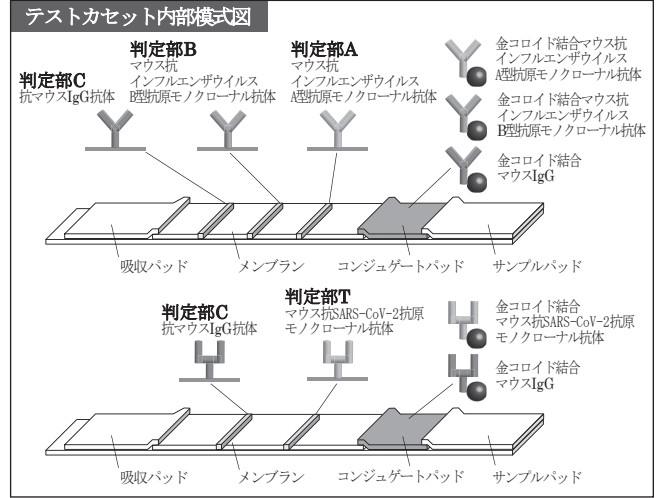 テストカセット内部模式図
判定部C
抗マウスIgG抗体
判定部B
マウス抗
インフルエンザウイルス
B型抗原モノクローナル抗体
判定部A
マウス抗
インフルエンザウイルス
A型抗原モノクローナル抗体
金コロイド結合マウス抗
インフルエンザウイルス
A型抗原モノクローナル抗体
金コロイド結合マウス抗
インフルエンザウイルス
B型抗原モノクローナル抗体
金コロイド結合
マウスIgG
吸収パッド
メンブラン
コンジュゲートパッド
サンプルパッド
判定部C
抗マウスIgG抗体
判定部T
マウス抗SARS-CoV-2抗原
モノクローナル抗体
金コロイド結合
マウス抗SARS-CoV-2抗原
モノクローナル抗体
金コロイド結合
マウスIgG
吸収パッド
メンブラン
コンジュゲートパッド
サンプルパッド